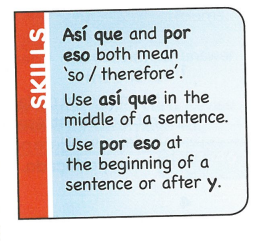 SKILLS
Así que and por
eso both mean
‘so / therefore’.
Use así que in the
middle of a sentence.
Use por eso at
the beginning of a
sentence or after y.